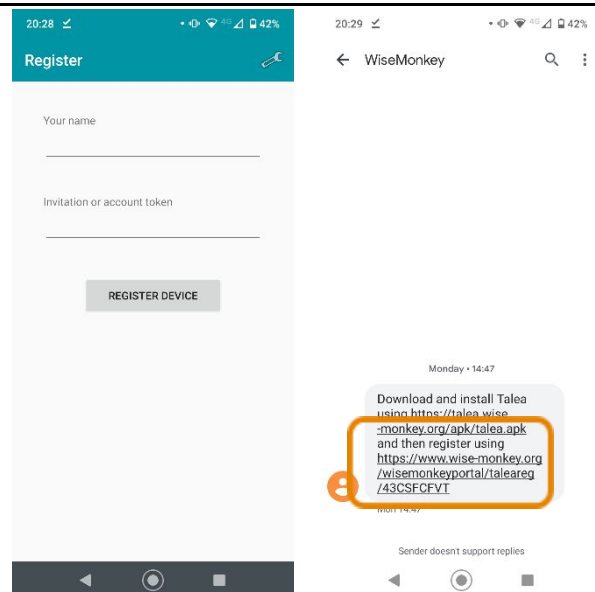 20:28
4G
42%
Register
Your name
Invitation or account token
REGISTER DEVICE
20:29
4G
42%
WiseMonkey
Monday • 14:47
Download and install Talea
using https://talea.wise
-monkey.org/apk/talea.apk
and then register using
https://www.wise-monkey.org
/wisemonkeyportal/taleareg
/43CSFCFVT
Mon 14:47
Sender doesn't support replies